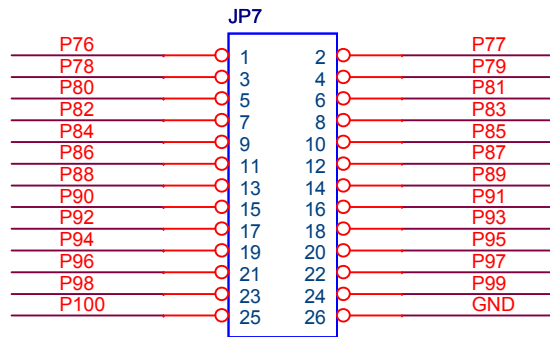 JP7
P76 1 2 P77
P78 3 4 P79
P80 5 6 P81
P82 7 8 P83
P84 9 10 P85
P86 11 12 P87
P88 13 14 P89
P90 15 16 P91
P92 17 18 P93
P94 19 20 P95
P96 21 22 P97
P98 23 24 P99
P100 25 26 GND